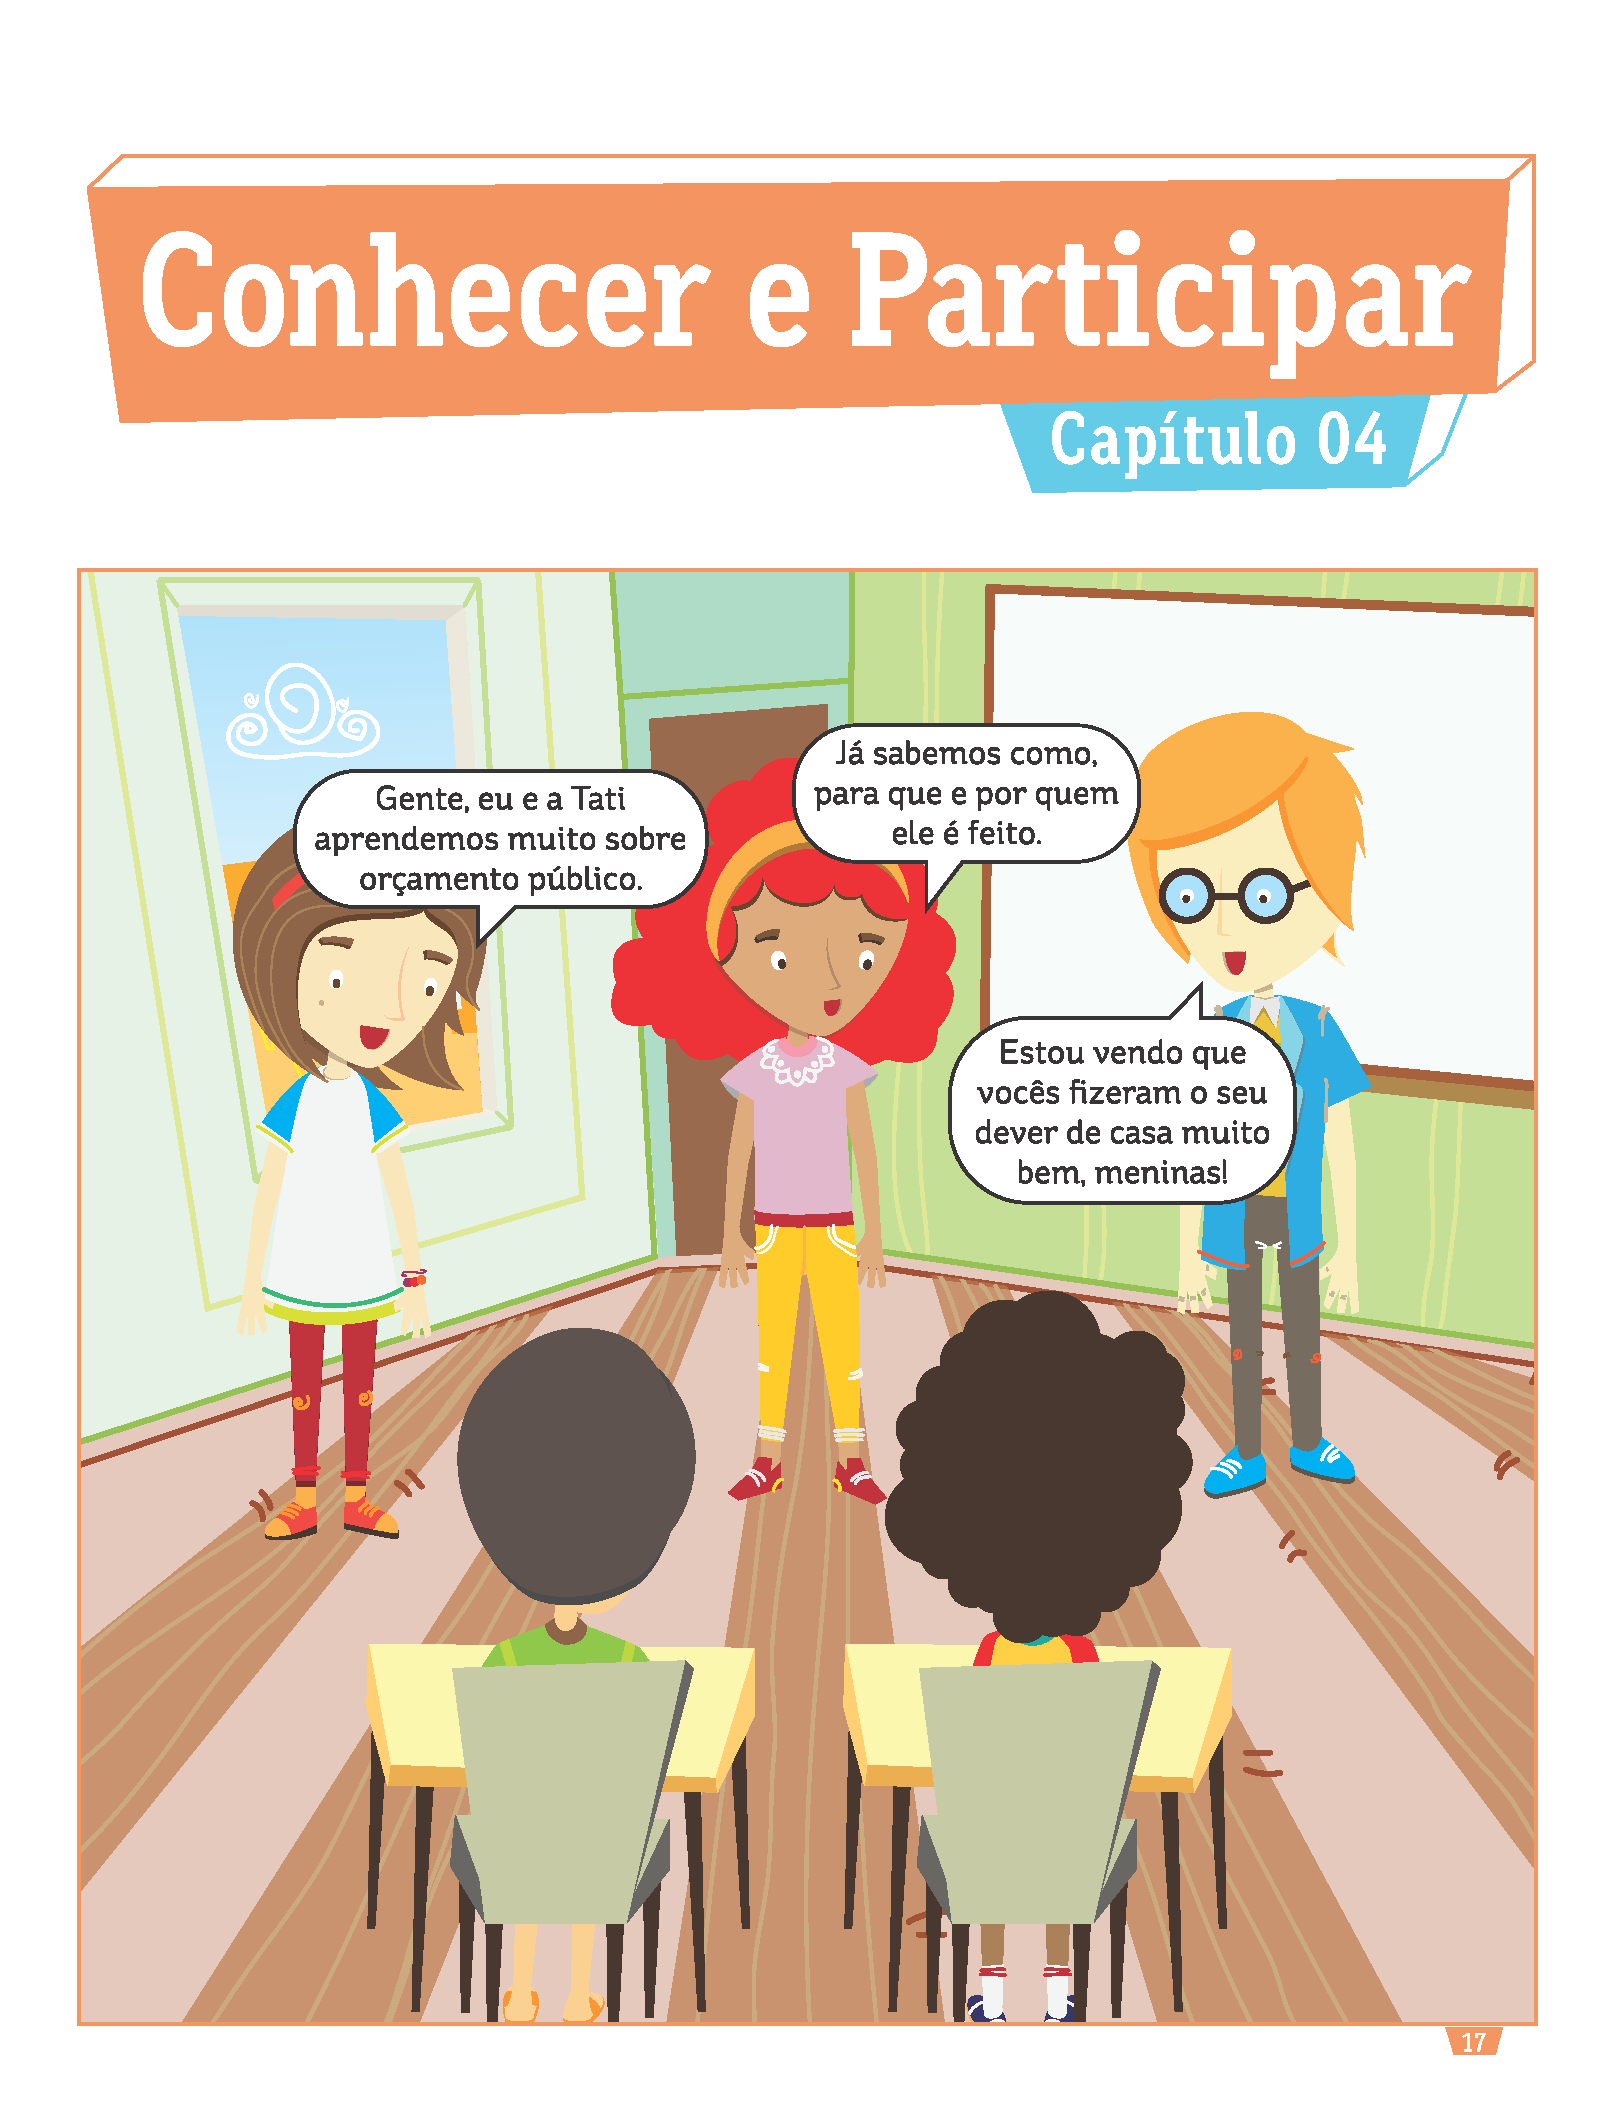 Conhecer e Participar
Capítulo 04
Gente, eu e a Tati
aprendemos muito sobre
orçamento público.
Já sabemos como,
para que e por quem
ele é feito.
Estou vendo que
vocês fizeram o seu
dever de casa muito
bem, meninas!
17